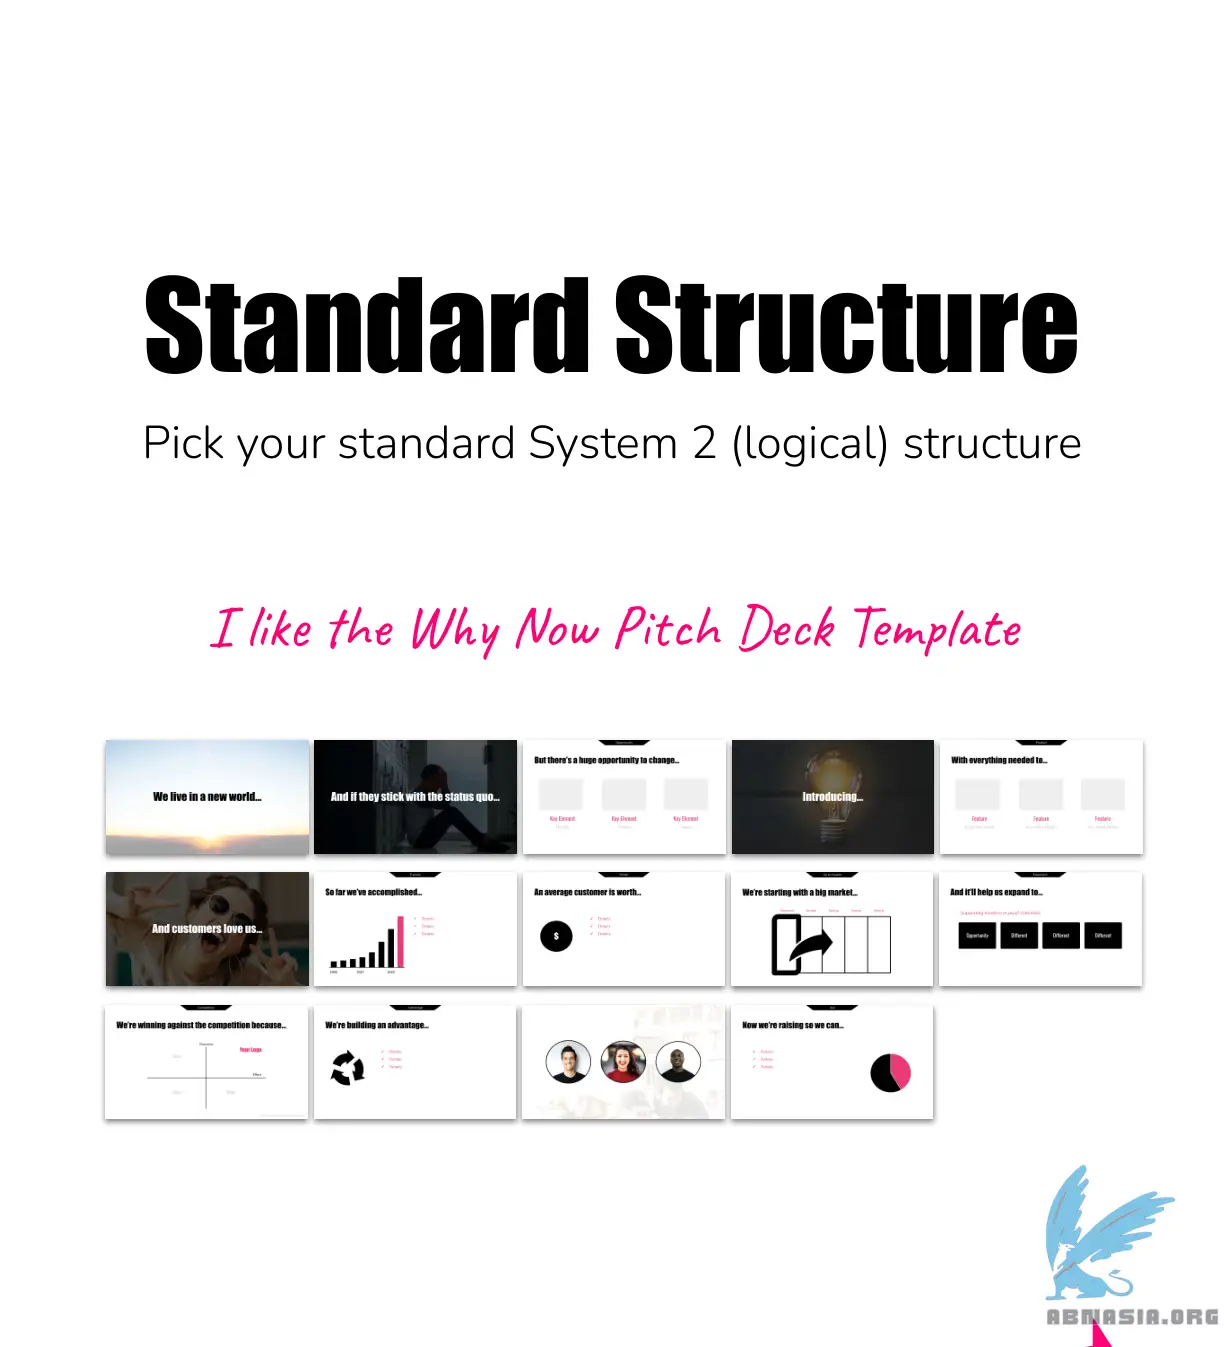 Standard Structure
Pick your standard System 2 (logical) structure
I like the Why Now Pitch Deck Template
We live in a new world...
And if they stick with the status quo...
But there's a huge opportunity to change...
Key Element Key Element Key Element
Introducing...
With everything needed to...
Feature Feature Feature
And customers love us...
So far we've accomplished...
An average customer is worth...
$
We're starting with a big market...
And it'll help us expand to...
Opportunity Different Different Different
We're winning against the competition because...
Your Logo
We're building an advantage...
Now we're raising so we can...
ABMASIA.ORG